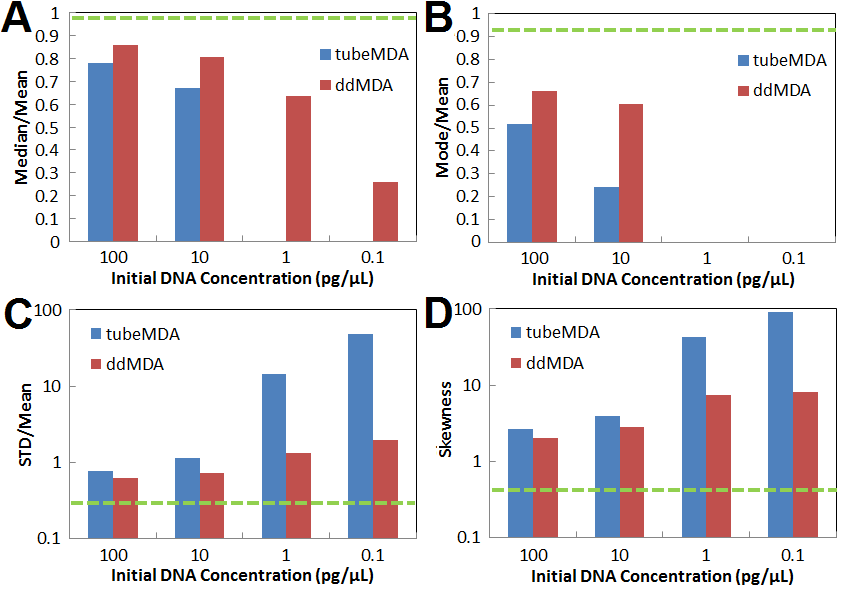 A
Median/Mean
1
0.9
0.8
0.7
0.6
0.5
0.4
0.3
0.2
0.1
0
tubeMDA
ddMDA
100 10 1 0.1
Initial DNA Concentration (pg/µL)
B
Mode/Mean
1
0.9
0.8
0.7
0.6
0.5
0.4
0.3
0.2
0.1
0
tubeMDA
ddMDA
100 10 1 0.1
Initial DNA Concentration (pg/µL)
C
STD/Mean
100
10
1
0.1
tubeMDA
ddMDA
100 10 1 0.1
Initial DNA Concentration (pg/µL)
D
Skewness
100
10
1
0.1
tubeMDA
ddMDA
100 10 1 0.1
Initial DNA Concentration (pg/µL)